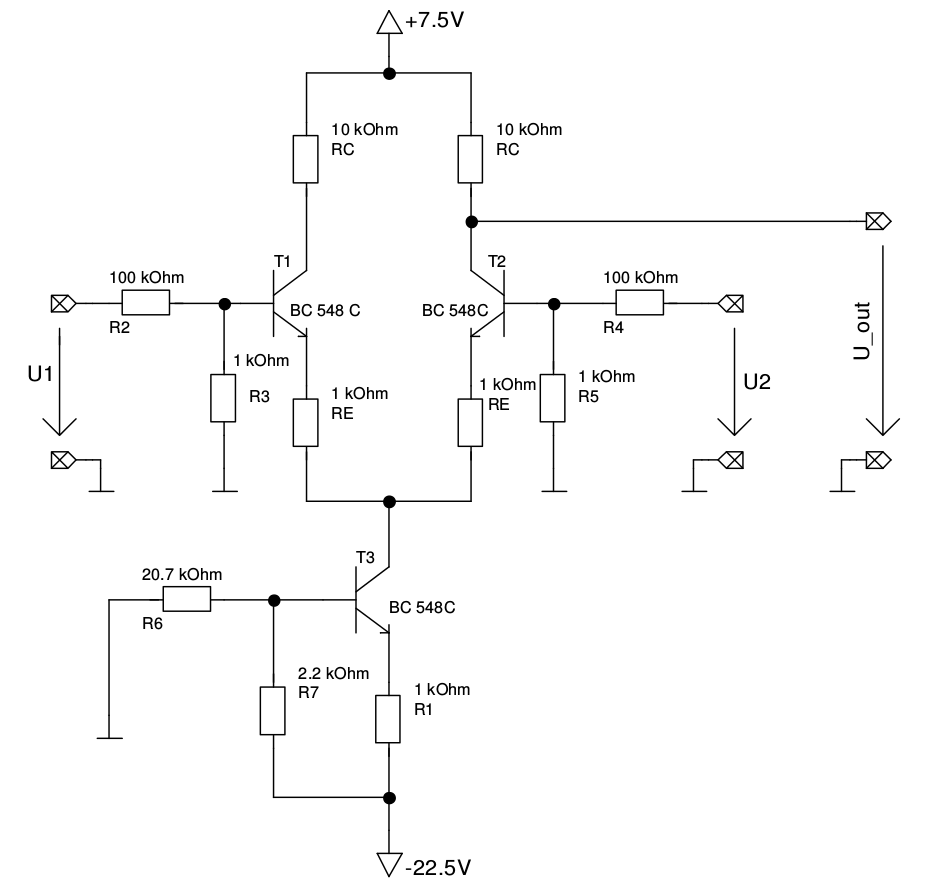 +7.5V
10 kOhm
RC
10 kOhm
RC
T1
T2
100 kOhm
100 kOhm
BC 548 C
BC 548C
R2
R4
U_out
1 kOhm
R3
U1
1 kOhm
RE
1 kOhm
RE
1 kOhm
R5
U2
T3
20.7 kOhm
BC 548C
R6
2.2 kOhm
R7
1 kOhm
R1
-22.5V